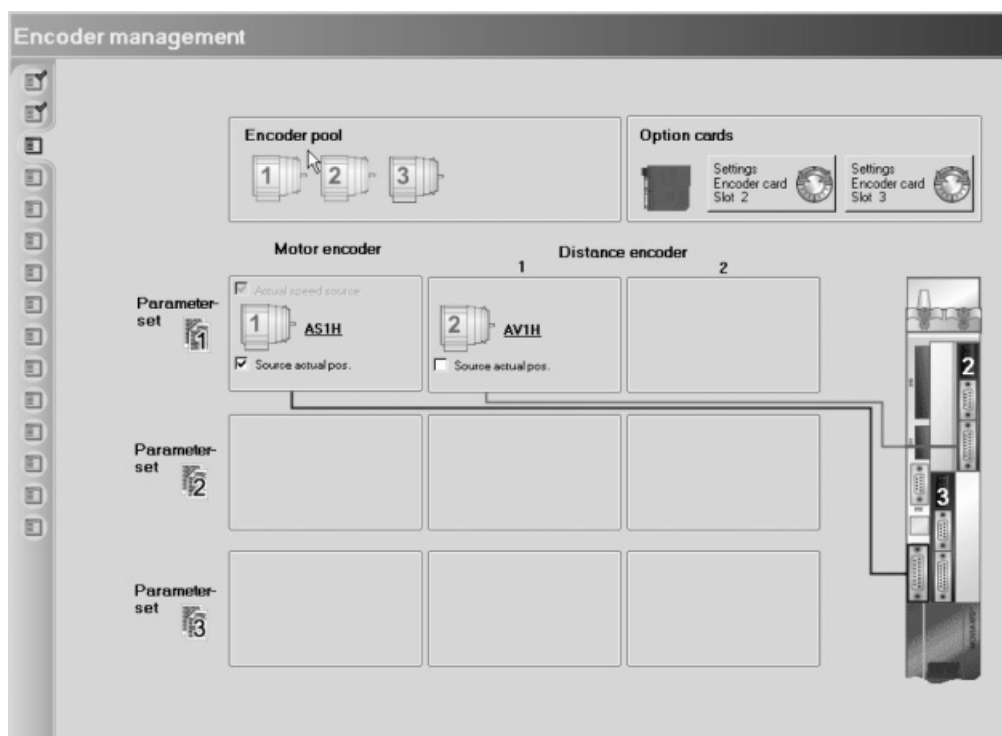 Encoder management
Encoder pool
1
2
3
Option cards
Settings
Encoder card
Slot 2
Settings
Encoder card
Slot 3
Motor encoder
Distance encoder
1
2
Parameter-
set
1
Actual speed source
1
AS1H
Source actual pos.
2
AV1H
Source actual pos.
2
3
Parameter-
set
2
Parameter-
set
3
MOVIAXIS